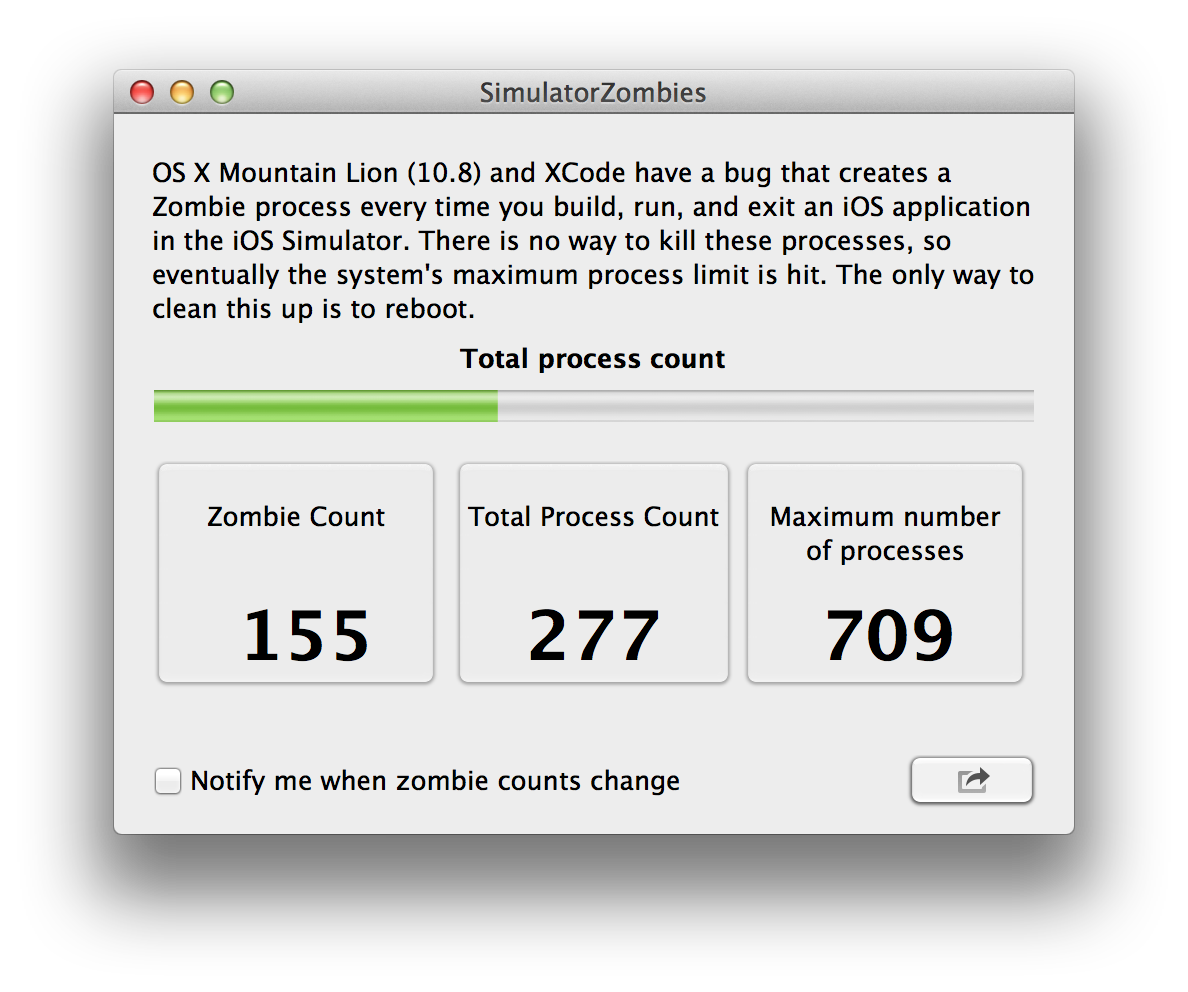 SimulatorZombies
OS X Mountain Lion (10.8) and XCode have a bug that creates a
Zombie process every time you build, run, and exit an iOS application
in the iOS Simulator. There is no way to kill these processes, so
eventually the system's maximum process limit is hit. The only way to
clean this up is to reboot.
Total process count
Zombie Count
155
Total Process Count
277
Maximum number
of processes
709
Notify me when zombie counts change